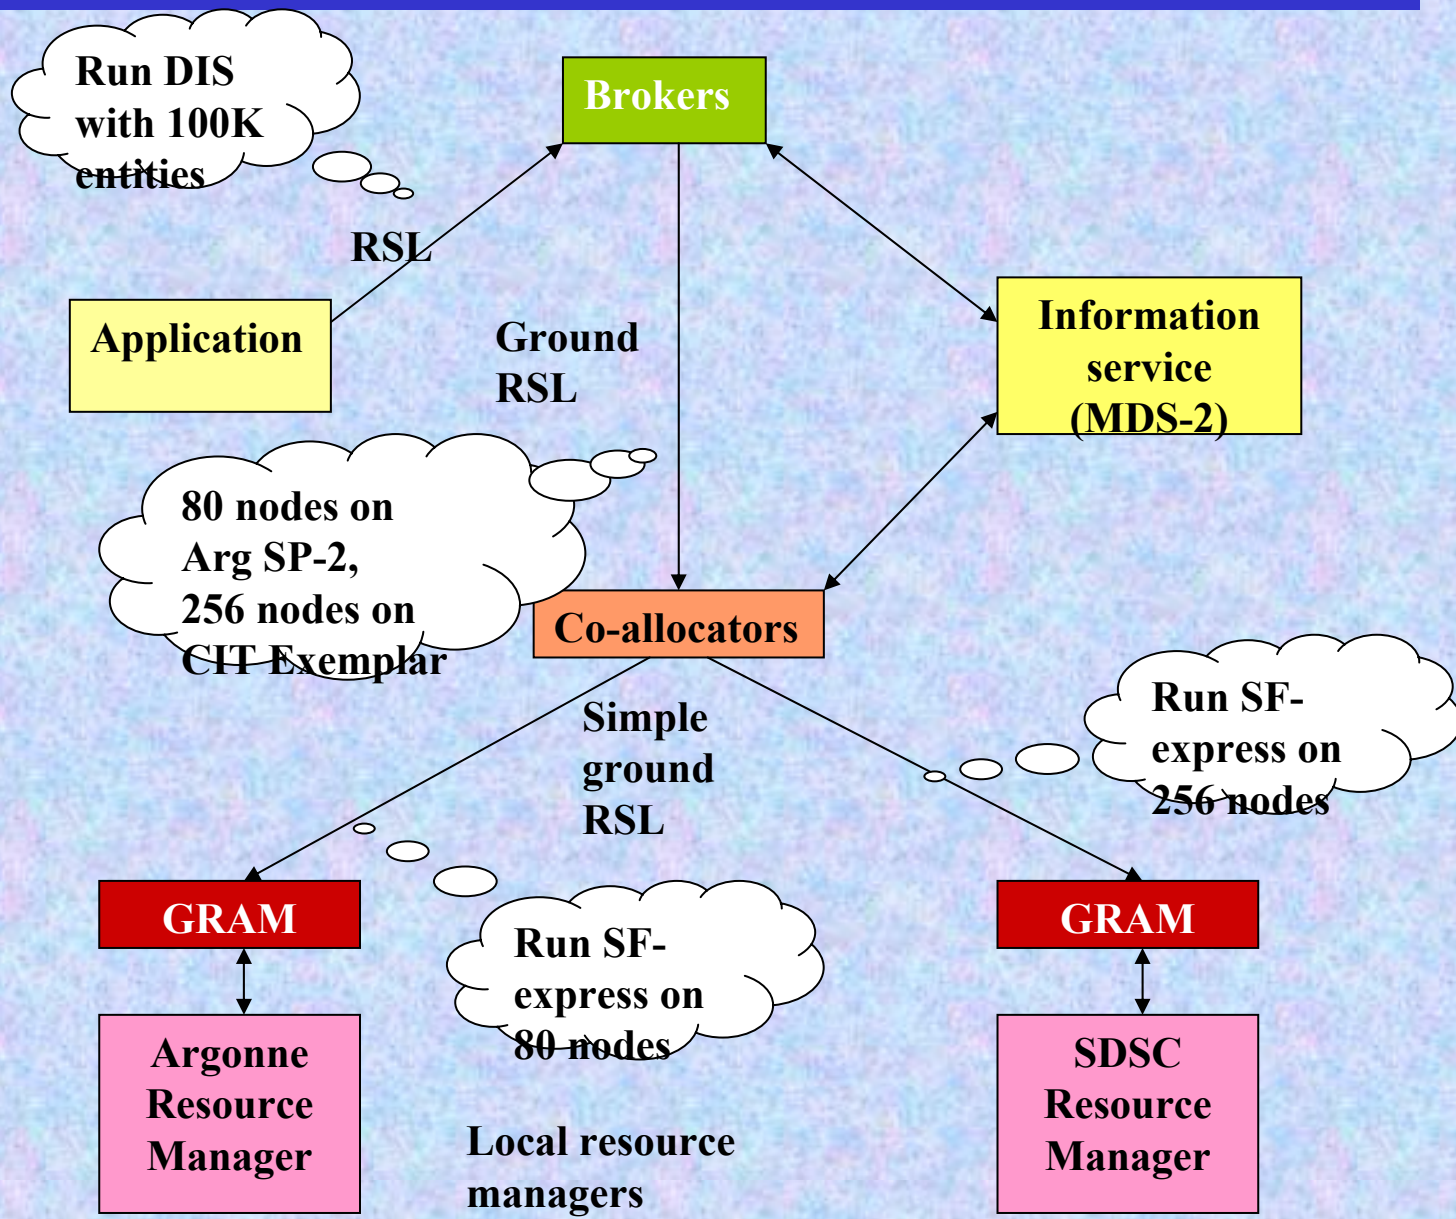 Run DIS
with 100K
entities
Brokers
RSL
Application
Ground
RSL
Information
service
(MDS-2)
80 nodes on
Arg SP-2,
256 nodes on
CIT Exemplar
Co-allocators
Simple
ground
RSL
Run SF-
express on
256 nodes
GRAM
GRAM
Run SF-
express on
80 nodes
Argonne
Resource
Manager
SDSC
Resource
Manager
Local resource
managers